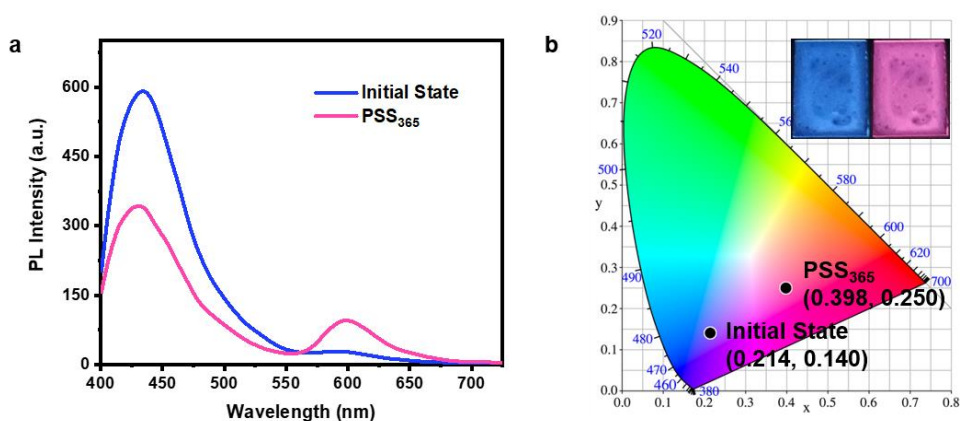 a
PL Intensity (a.u.)
600
450
300
150
0
Initial State
PSS₃₆₅
400 450 500 550 600 650 700
Wavelength (nm)
b
0.9
0.8
0.7
0.6
0.5
y
0.4
0.3
0.2
0.1
0.0
520
540
56
500
580
600
620
700
490
480
470
460
380
PSS₃₆₅
(0.398, 0.250)
Initial State
(0.214, 0.140)
0.0 0.1 0.2 0.3 0.4 0.5 0.6 0.7 0.8
x